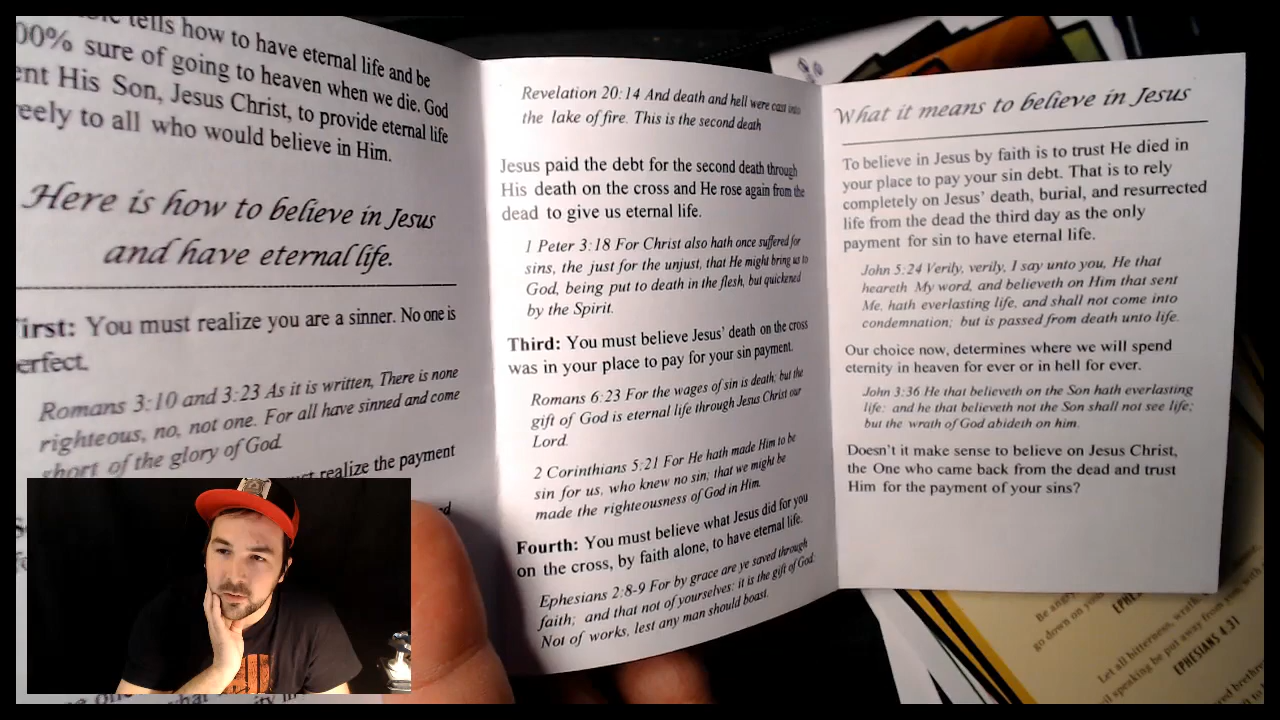 tells how to have eternal life and be
00% sure of going to heaven when we die. God
ent His Son, Jesus Christ, to provide eternal life
reely to all who would believe in Him.
Here is how to believe in Jesus
and have eternal life.
First: You must realize you are a sinner. No one is
erfect.
Romans 3:10 and 3:23 As it is written, There is none
righteous, no, not one. For all have sinned and come
short of the glory of God.
realize the payment
Revelation 20:14 And death and hell were cast into
the lake of fire. This is the second death
Jesus paid the debt for the second death through
His death on the cross and He rose again from the
dead to give us eternal life.
1 Peter 3:18 For Christ also hath once suffered for
sins, the just for the unjust, that He might bring us to
God, being put to death in the flesh, but quickened
by the Spirit.
Third: You must believe Jesus' death on the cross
was in your place to pay for your sin payment.
Romans 6:23 For the wages of sin is death; but the
gift of God is eternal life through Jesus Christ our
Lord.
2 Corinthians 5:21 For He hath made Him to be
sin for us, who knew no sin; that we might be
made the righteousness of God in Him.
Fourth: You must believe what Jesus did for you
on the cross, by faith alone, to have eternal life.
Ephesians 2:8-9 For by grace are ye saved through
faith; and that not of yourselves; it is the gift of God:
Not of works, lest any man should boast.
What it means to believe in Jesus
To believe in Jesus by faith is to trust He died in
your place to pay your sin debt. That is to rely
completely on Jesus' death, burial, and resurrected
life from the dead the third day as the only
payment for sin to have eternal life.
John 5:24 Verily, verily, I say unto you, He that
heareth My word, and believeth on Him that sent
Me, hath everlasting life, and shall not come into
condemnation; but is passed from death unto life.
Our choice now, determines where we will spend
eternity in heaven for ever or in hell for ever.
John 3:36 He that believeth on the Son hath everlasting
life: and he that believeth not the Son shall not see life;
but the wrath of God abideth on him.
Doesn't it make sense to believe on Jesus Christ,
the One who came back from the dead and trust
Him for the payment of your sins?
Be angry
go down on your
Let all bitterness, wrath,
speaking be put away from you, with
EPHESIANS 4:31